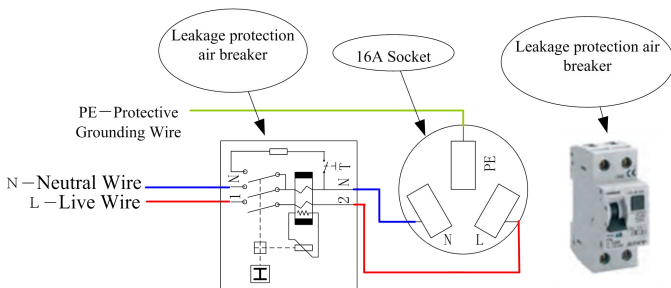 Leakage protection
air breaker
16A Socket
Leakage protection air
breaker
PE－Protective
Grounding Wire
N－Neutral Wire
L－Live Wire
N
1
T
N
2
PE
N
L